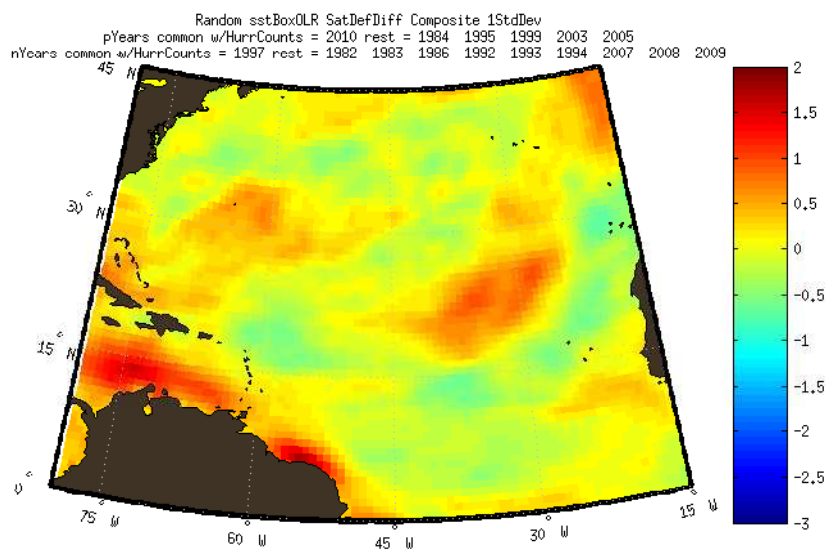 Random sstBoxOLR SatDefDiff Composite 1StdDev
pYears common w/HurrCounts = 2010 rest = 1984 1995 1999 2003 2005
nYears common w/HurrCounts = 1997 rest = 1982 1983 1986 1992 1993 1994 2007 2008 2009
45° N
30° N
15° N
0°
75° W
60° W
45° W
30° W
15° W
2
1.5
1
0.5
0
-0.5
-1
-1.5
-2
-2.5
-3